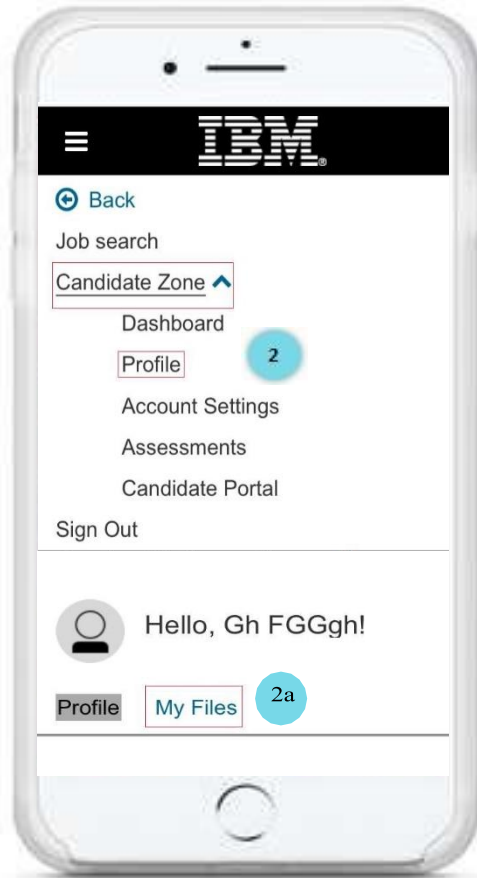 IBM®
Back
Job search
Candidate Zone
Dashboard
Profile
2
Account Settings
Assessments
Candidate Portal
Sign Out
Hello, Gh FGGgh!
Profile My Files 2a